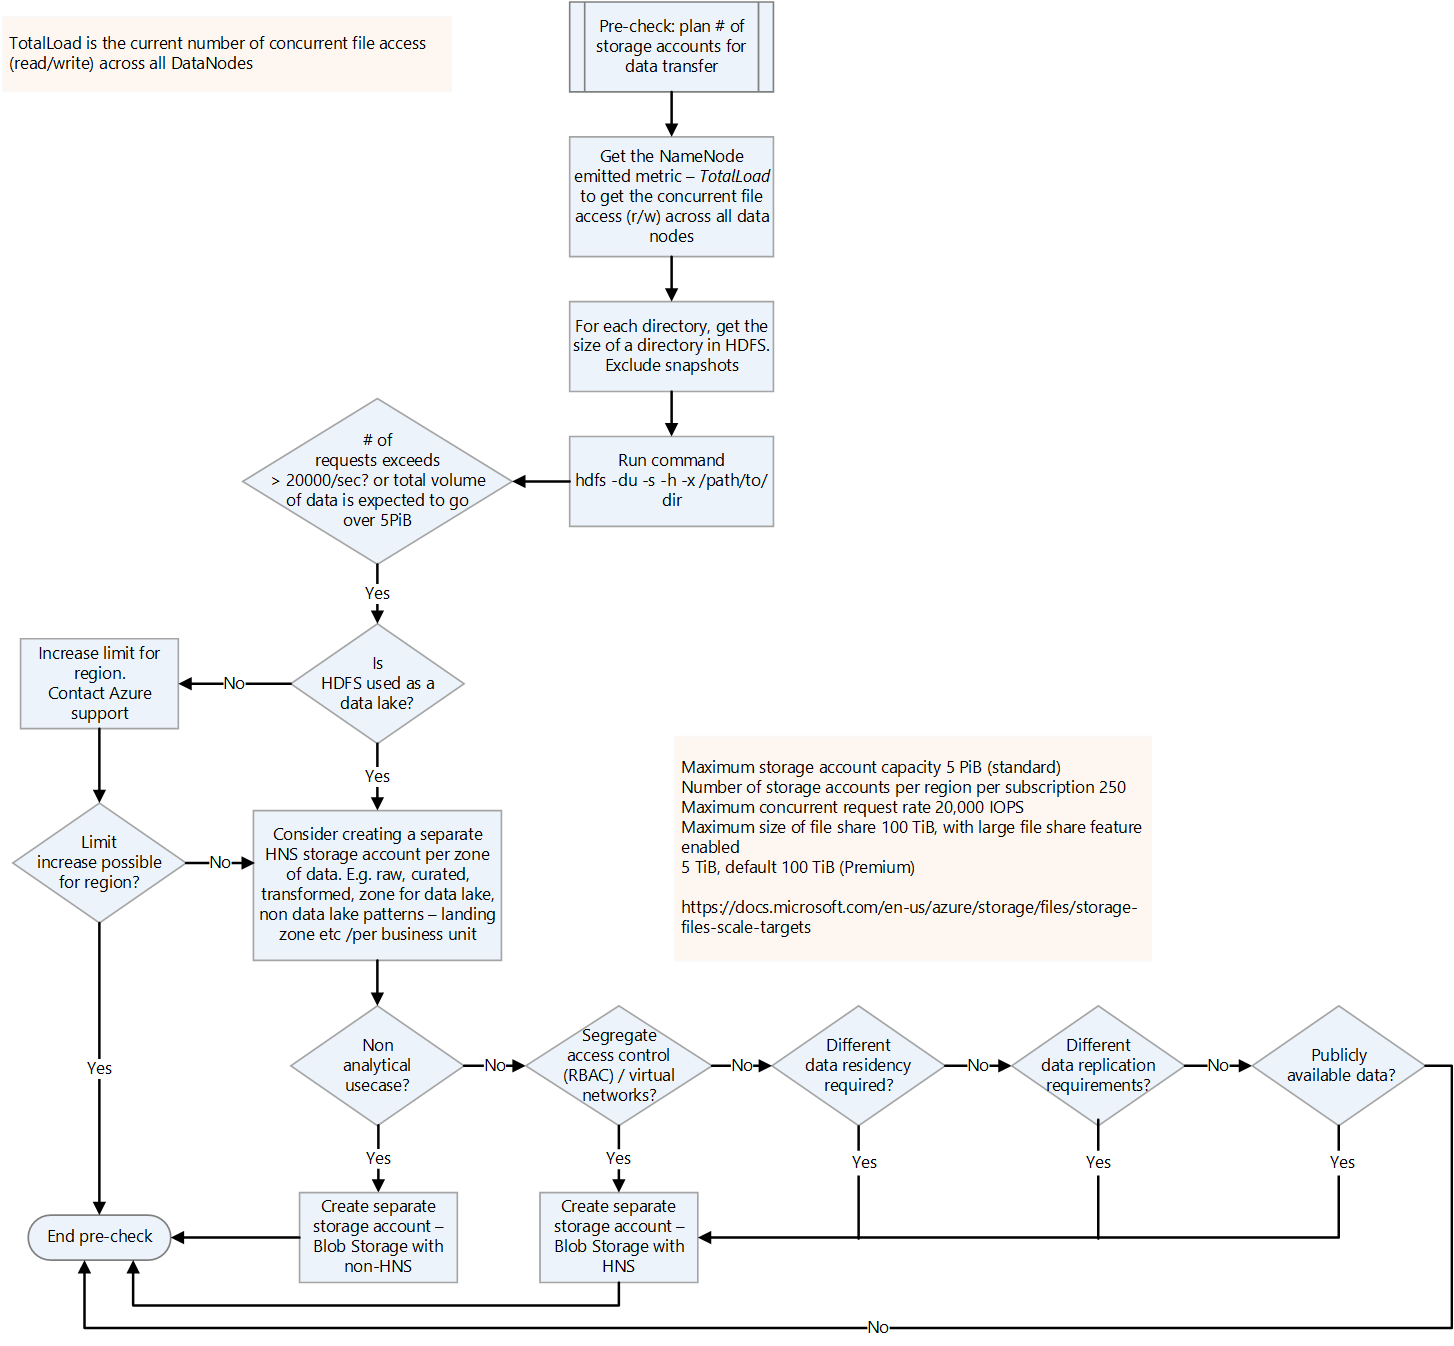 TotalLoad is the current number of concurrent file access
(read/write) across all DataNodes
Pre-check: plan # of
storage accounts for
data transfer
Get the NameNode
emitted metric – TotalLoad
to get the concurrent file
access (r/w) across all data
nodes
For each directory, get the
size of a directory in HDFS.
Exclude snapshots
Run command
hdfs -du -s -h -x /path/to/
dir
# of
requests exceeds
> 20000/sec? or total volume
of data is expected to go
over 5PiB
Yes
Is
HDFS used as a
data lake?
No
Increase limit for
region.
Contact Azure
support
Yes
Limit
increase possible
for region?
No
Consider creating a separate
HNS storage account per zone
of data. E.g. raw, curated,
transformed, zone for data lake,
non data lake patterns – landing
zone etc /per business unit
Maximum storage account capacity 5 PiB (standard)
Number of storage accounts per region per subscription 250
Maximum concurrent request rate 20,000 IOPS
Maximum size of file share 100 TiB, with large file share feature
enabled
5 TiB, default 100 TiB (Premium)
https://docs.microsoft.com/en-us/azure/storage/files/storage-
files-scale-targets
Yes
Non
analytical
usecase?
No
Segregate
access control
(RBAC) / virtual
networks?
No
Different
data residency
required?
No
Different
data replication
requirements?
No
Publicly
available data?
Yes
Yes
Yes
Yes
Yes
End pre-check
Create separate
storage account –
Blob Storage with
non-HNS
Create separate
storage account –
Blob Storage with
HNS
No